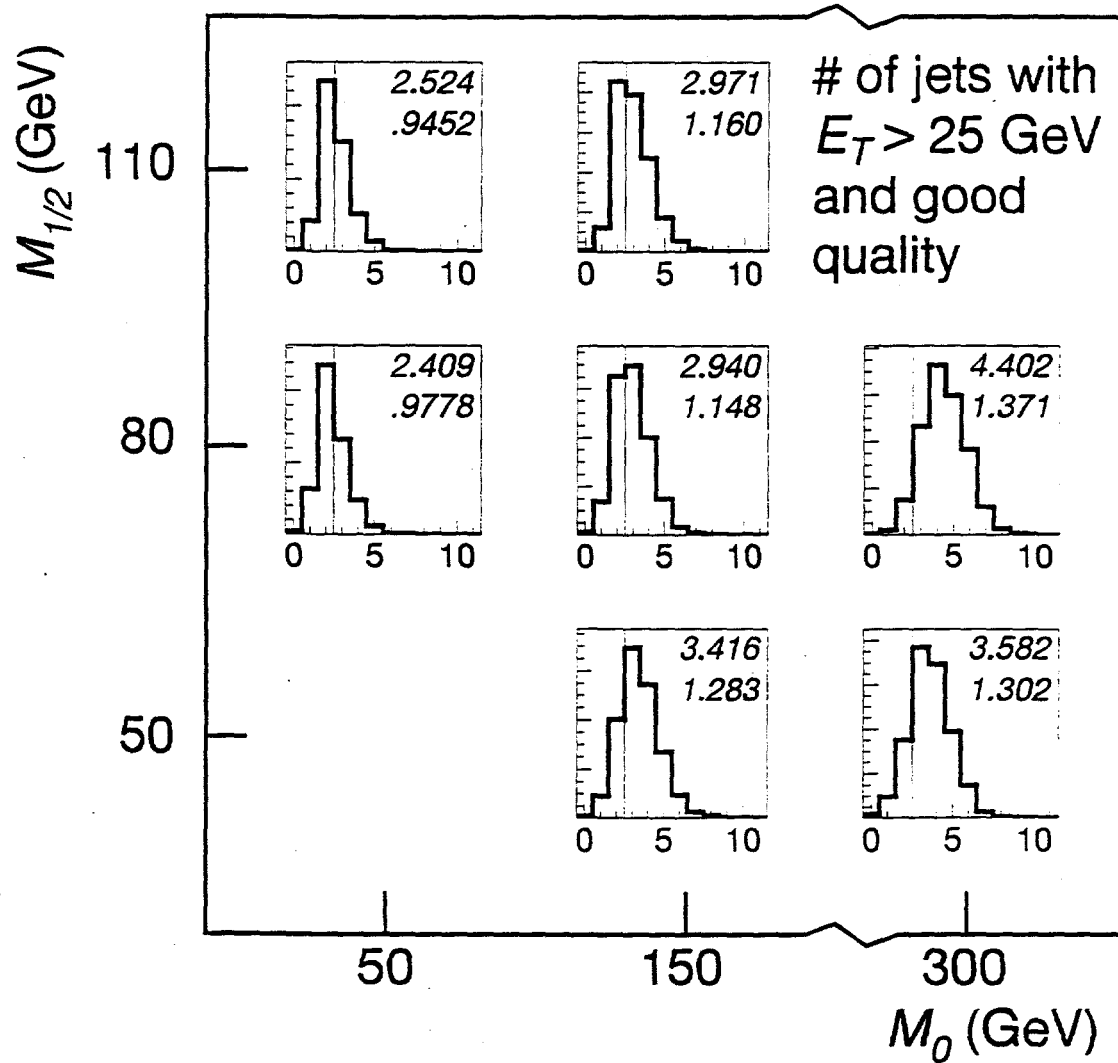 M1/2 (GeV)
110
80
50
2.524
.9452
0 5 10
2.971
1.160
0 5 10
# of jets with
ET > 25 GeV
and good
quality
2.409
.9778
0 5 10
2.940
1.148
0 5 10
4.402
1.371
0 5 10
3.416
1.283
0 5 10
3.582
1.302
0 5 10
50 150 300
M0 (GeV)